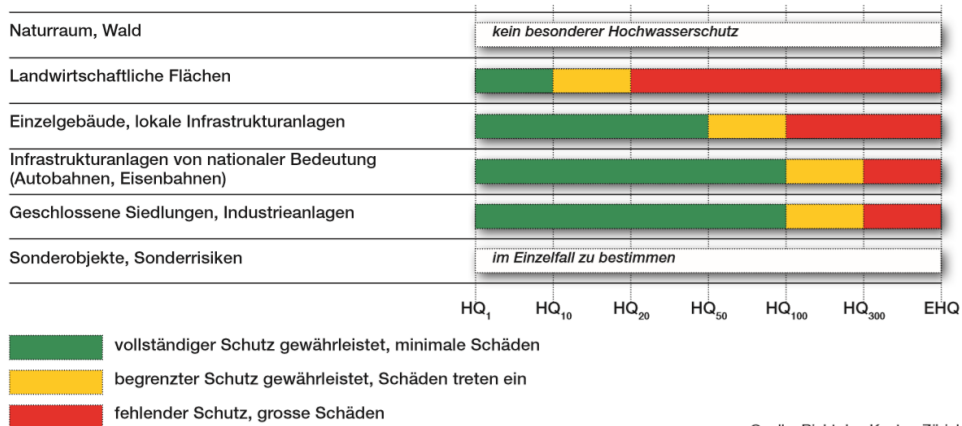 Naturraum, Wald
kein besonderer Hochwasserschutz
Landwirtschaftliche Flächen
Einzelgebäude, lokale Infrastrukturanlagen
Infrastrukturanlagen von nationaler Bedeutung
(Autobahnen, Eisenbahnen)
Geschlossene Siedlungen, Industrieanlagen
Sonderobjekte, Sonderrisiken
im Einzelfall zu bestimmen
HQ₁ HQ₁₀ HQ₂₀ HQ₅₀ HQ₁₀₀ HQ₃₀₀ EHQ
vollständiger Schutz gewährleistet, minimale Schäden
begrenzter Schutz gewährleistet, Schäden treten ein
fehlender Schutz, grosse Schäden